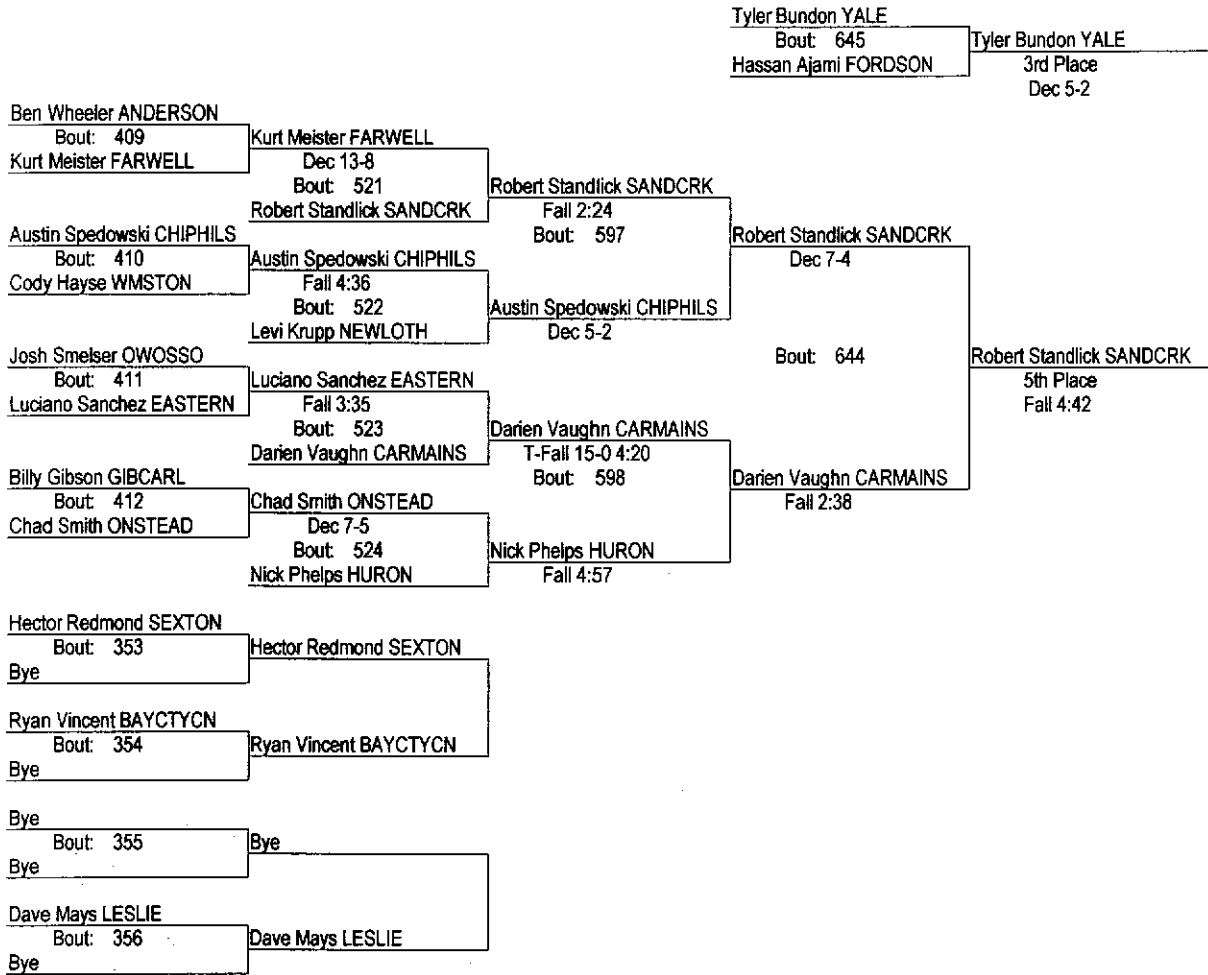 Tyler Bundon YALE
Bout: 645
Tyler Bundon YALE
Hassan Ajami FORDSON
3rd Place
Dec 5-2
Ben Wheeler ANDERSON
Bout: 409
Kurt Meister FARWELL
Kurt Meister FARWELL
Dec 13-8
Bout: 521
Robert Standlick SANDCRK
Robert Standlick SANDCRK
Fall 2:24
Bout: 597
Austin Spedowski CHIPHILS
Bout: 410
Cody Hayse WMSTON
Austin Spedowski CHIPHILS
Fall 4:36
Bout: 522
Levi Krupp NEWLOTH
Austin Spedowski CHIPHILS
Dec 5-2
Robert Standlick SANDCRK
Dec 7-4
Bout: 644
Robert Standlick SANDCRK
5th Place
Fall 4:42
Josh Smelser OWOSSO
Bout: 411
Luciano Sanchez EASTERN
Luciano Sanchez EASTERN
Fall 3:35
Bout: 523
Darien Vaughn CARMAINS
Darien Vaughn CARMAINS
T-Fall 15-0 4:20
Bout: 598
Darien Vaughn CARMAINS
Fall 2:38
Billy Gibson GIBCARL
Bout: 412
Chad Smith ONSTEAD
Chad Smith ONSTEAD
Dec 7-5
Bout: 524
Nick Phelps HURON
Nick Phelps HURON
Fall 4:57
Hector Redmond SEXTON
Bout: 353
Bye
Hector Redmond SEXTON
Ryan Vincent BAYCTYCN
Bout: 354
Bye
Ryan Vincent BAYCTYCN
Bye
Bout: 355
Bye
Bye
Dave Mays LESLIE
Bout: 356
Bye
Dave Mays LESLIE